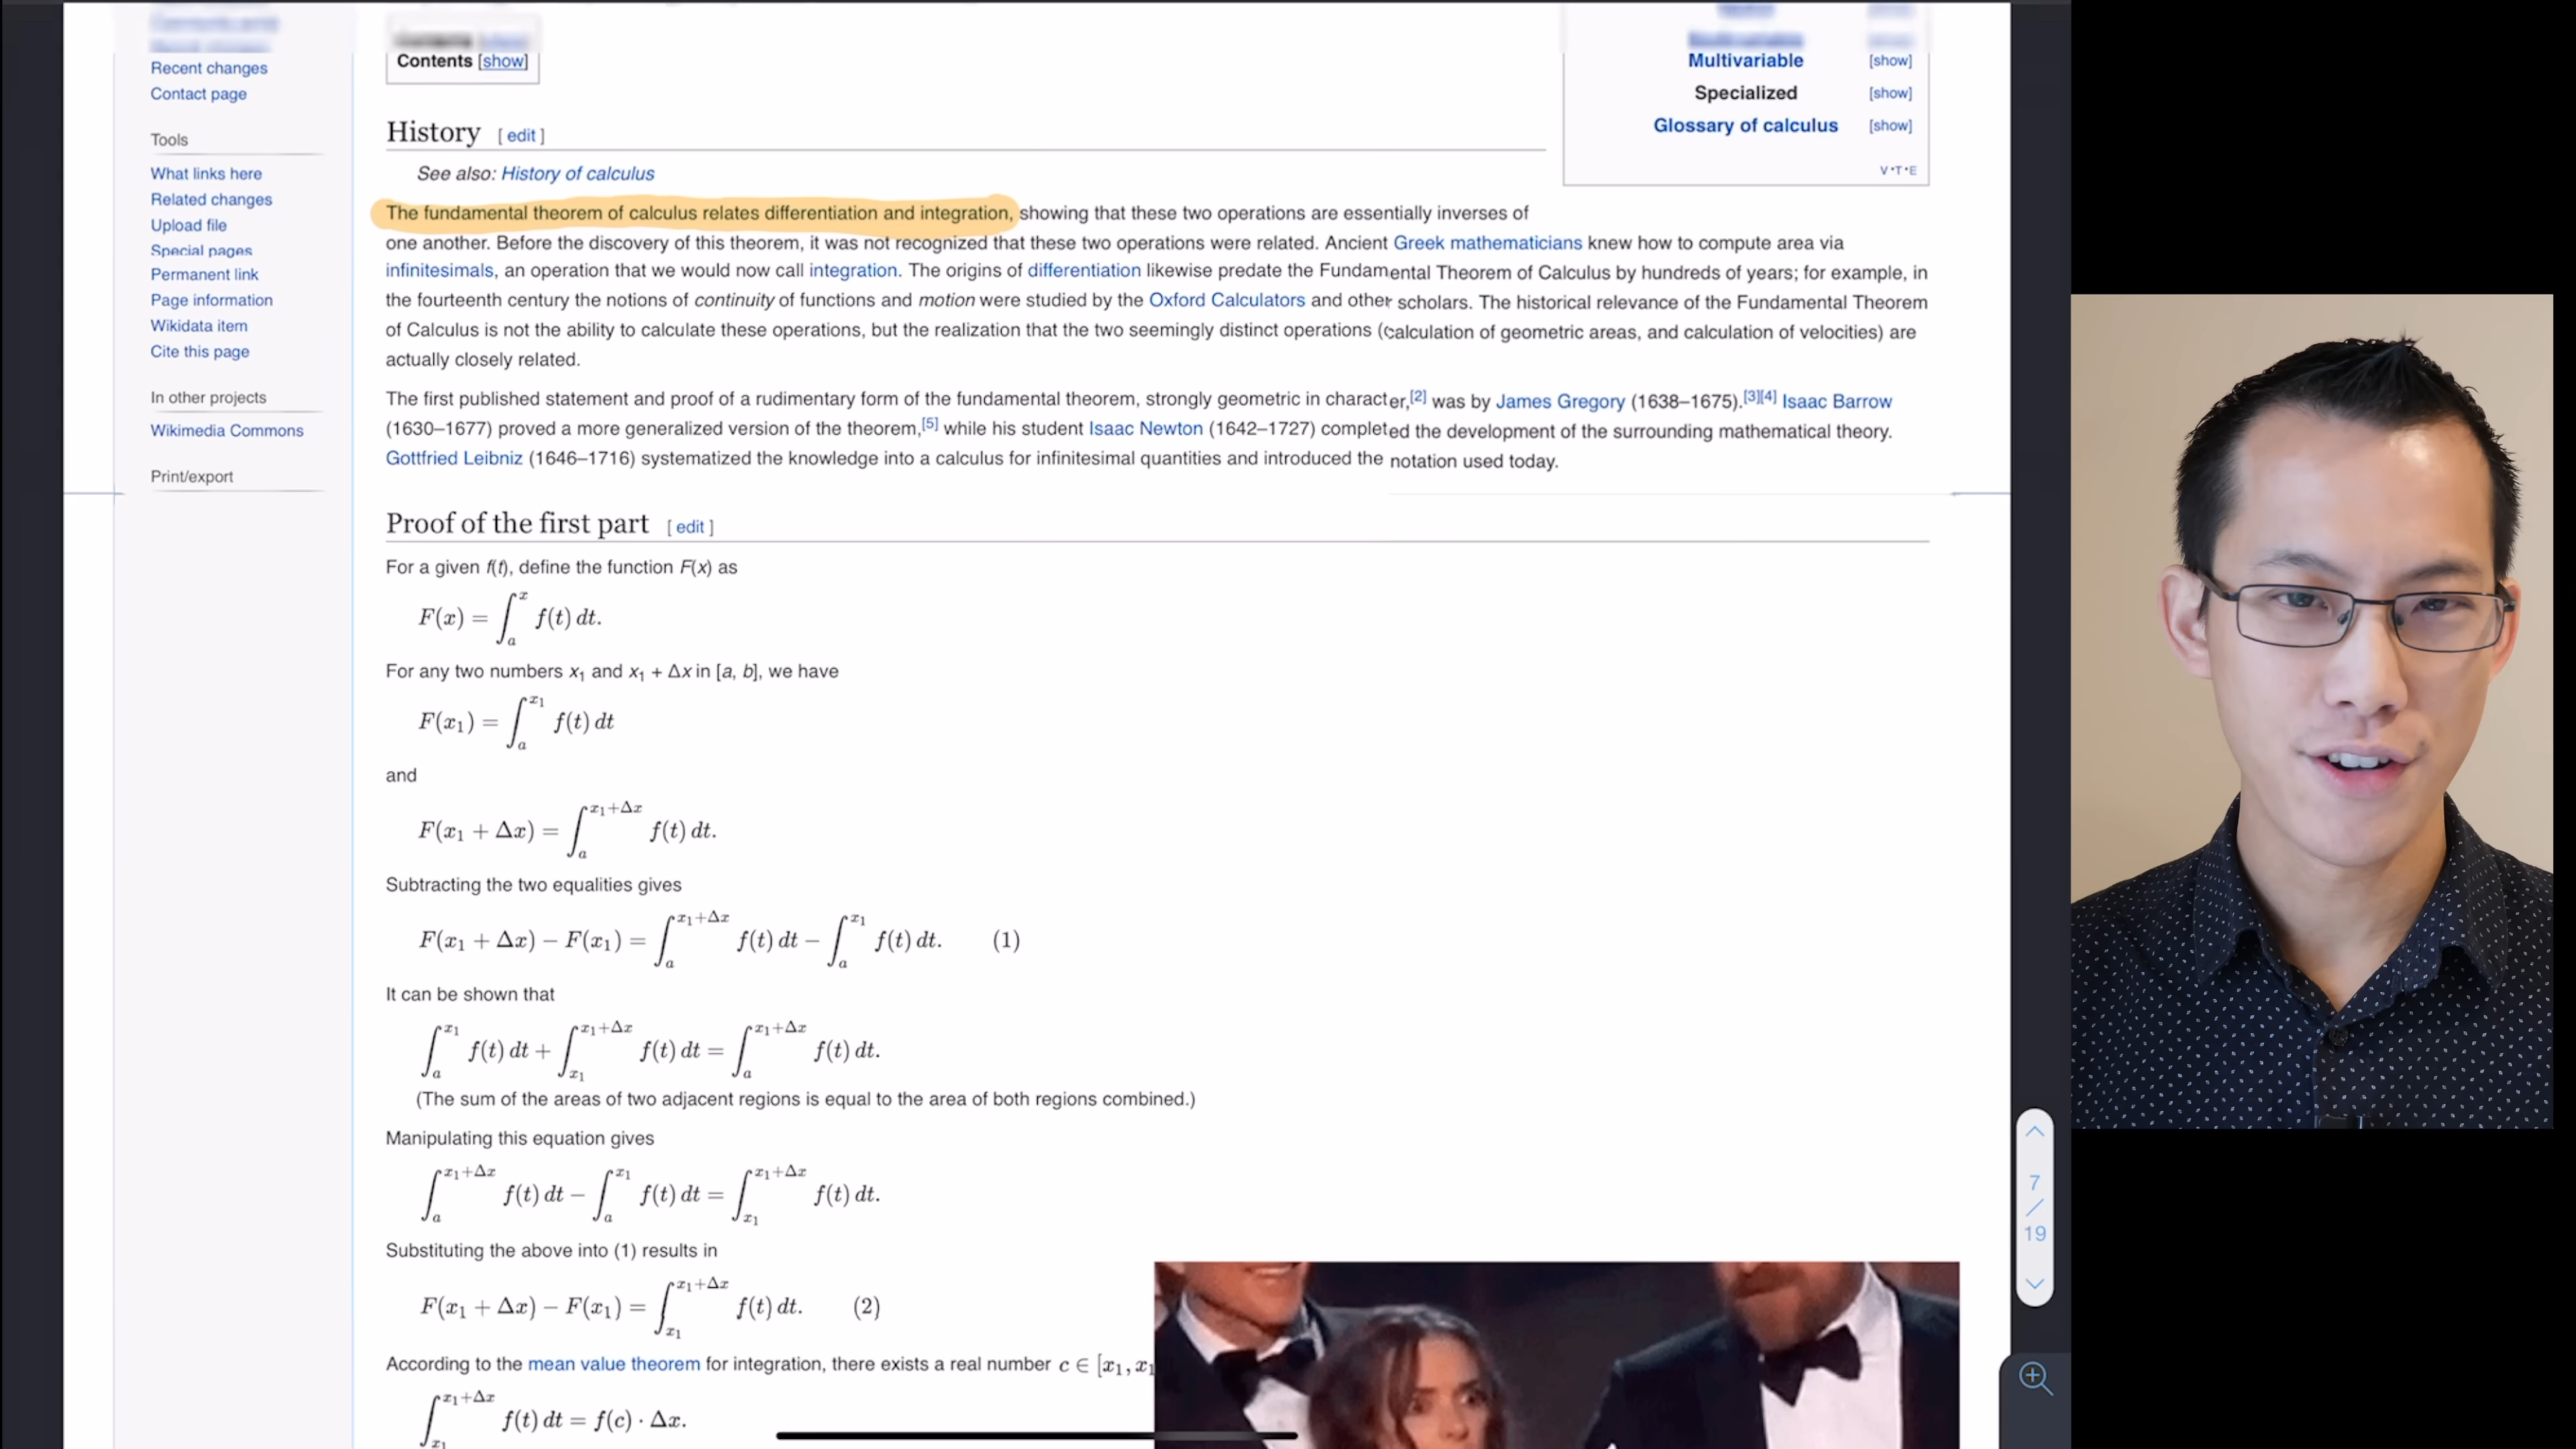 Recent changes
Contact page
Tools
What links here
Related changes
Upload file
Special pages
Permanent link
Page information
Wikidata item
Cite this page
In other projects
Wikimedia Commons
Print/export
Contents [show]
Multivariable [show]
Specialized [show]
Glossary of calculus [show]
V•T•E
History [ edit ]
See also: History of calculus
The fundamental theorem of calculus relates differentiation and integration, showing that these two operations are essentially inverses of
one another. Before the discovery of this theorem, it was not recognized that these two operations were related. Ancient Greek mathematicians knew how to compute area via
infinitesimals, an operation that we would now call integration. The origins of differentiation likewise predate the Fundamental Theorem of Calculus by hundreds of years; for example, in
the fourteenth century the notions of continuity of functions and motion were studied by the Oxford Calculators and other scholars. The historical relevance of the Fundamental Theorem
of Calculus is not the ability to calculate these operations, but the realization that the two seemingly distinct operations (calculation of geometric areas, and calculation of velocities) are
actually closely related.
The first published statement and proof of a rudimentary form of the fundamental theorem, strongly geometric in character,[2] was by James Gregory (1638–1675).[3][4] Isaac Barrow
(1630–1677) proved a more generalized version of the theorem,[5] while his student Isaac Newton (1642–1727) completed the development of the surrounding mathematical theory.
Gottfried Leibniz (1646–1716) systematized the knowledge into a calculus for infinitesimal quantities and introduced the notation used today.
Proof of the first part [ edit ]
For a given f(t), define the function F(x) as
F(x) = ∫_a^x f(t) dt.
For any two numbers x₁ and x₁ + Δx in [a, b], we have
F(x₁) = ∫_a^{x₁} f(t) dt
and
F(x₁ + Δx) = ∫_a^{x₁+Δx} f(t) dt.
Subtracting the two equalities gives
F(x₁ + Δx) − F(x₁) = ∫_a^{x₁+Δx} f(t) dt − ∫_a^{x₁} f(t) dt. (1)
It can be shown that
∫_a^{x₁} f(t) dt + ∫_{x₁}^{x₁+Δx} f(t) dt = ∫_a^{x₁+Δx} f(t) dt.
(The sum of the areas of two adjacent regions is equal to the area of both regions combined.)
Manipulating this equation gives
∫_a^{x₁+Δx} f(t) dt − ∫_a^{x₁} f(t) dt = ∫_{x₁}^{x₁+Δx} f(t) dt.
Substituting the above into (1) results in
F(x₁ + Δx) − F(x₁) = ∫_{x₁}^{x₁+Δx} f(t) dt. (2)
According to the mean value theorem for integration, there exists a real number c ∈ [x₁, x₁
∫_{x₁}^{x₁+Δx} f(t) dt = f(c) · Δx.
7
/
19